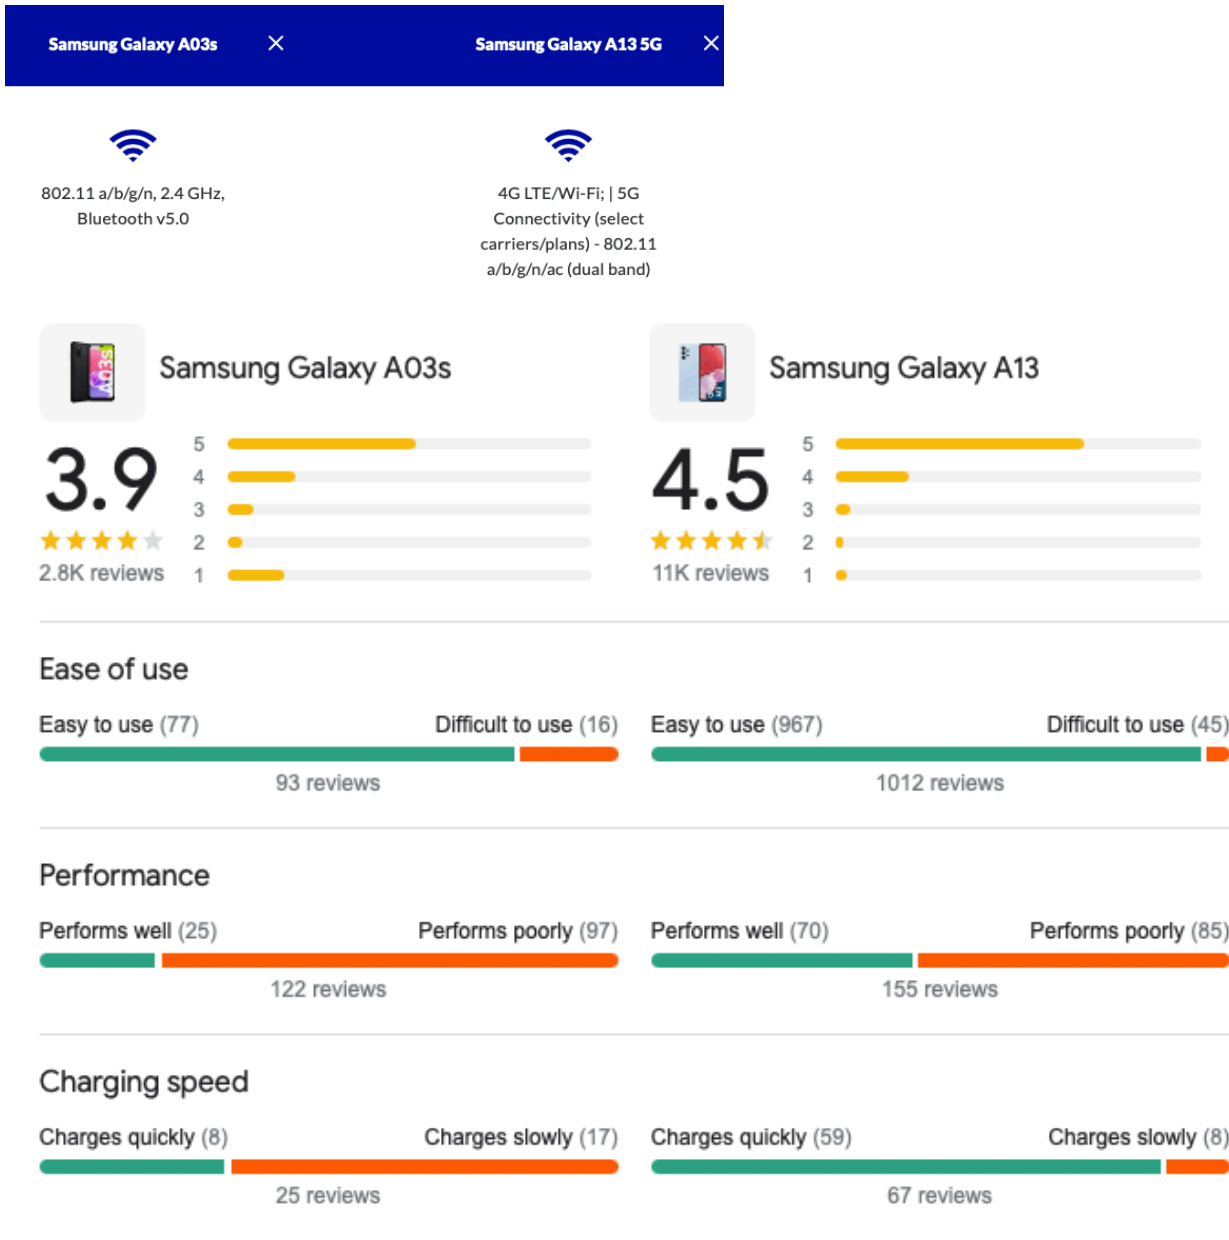 Samsung Galaxy A03s
Samsung Galaxy A13 5G
802.11 a/b/g/n, 2.4 GHz,
Bluetooth v5.0
4G LTE/Wi-Fi; | 5G
Connectivity (select
carriers/plans) - 802.11
a/b/g/n/ac (dual band)
A03s
Samsung Galaxy A03s
3.9
2.8K reviews
5
4
3
2
1
Samsung Galaxy A13
4.5
11K reviews
5
4
3
2
1
Ease of use
Easy to use (77) Difficult to use (16)
93 reviews
Easy to use (967) Difficult to use (45)
1012 reviews
Performance
Performs well (25) Performs poorly (97)
122 reviews
Performs well (70) Performs poorly (85)
155 reviews
Charging speed
Charges quickly (8) Charges slowly (17)
25 reviews
Charges quickly (59) Charges slowly (8)
67 reviews